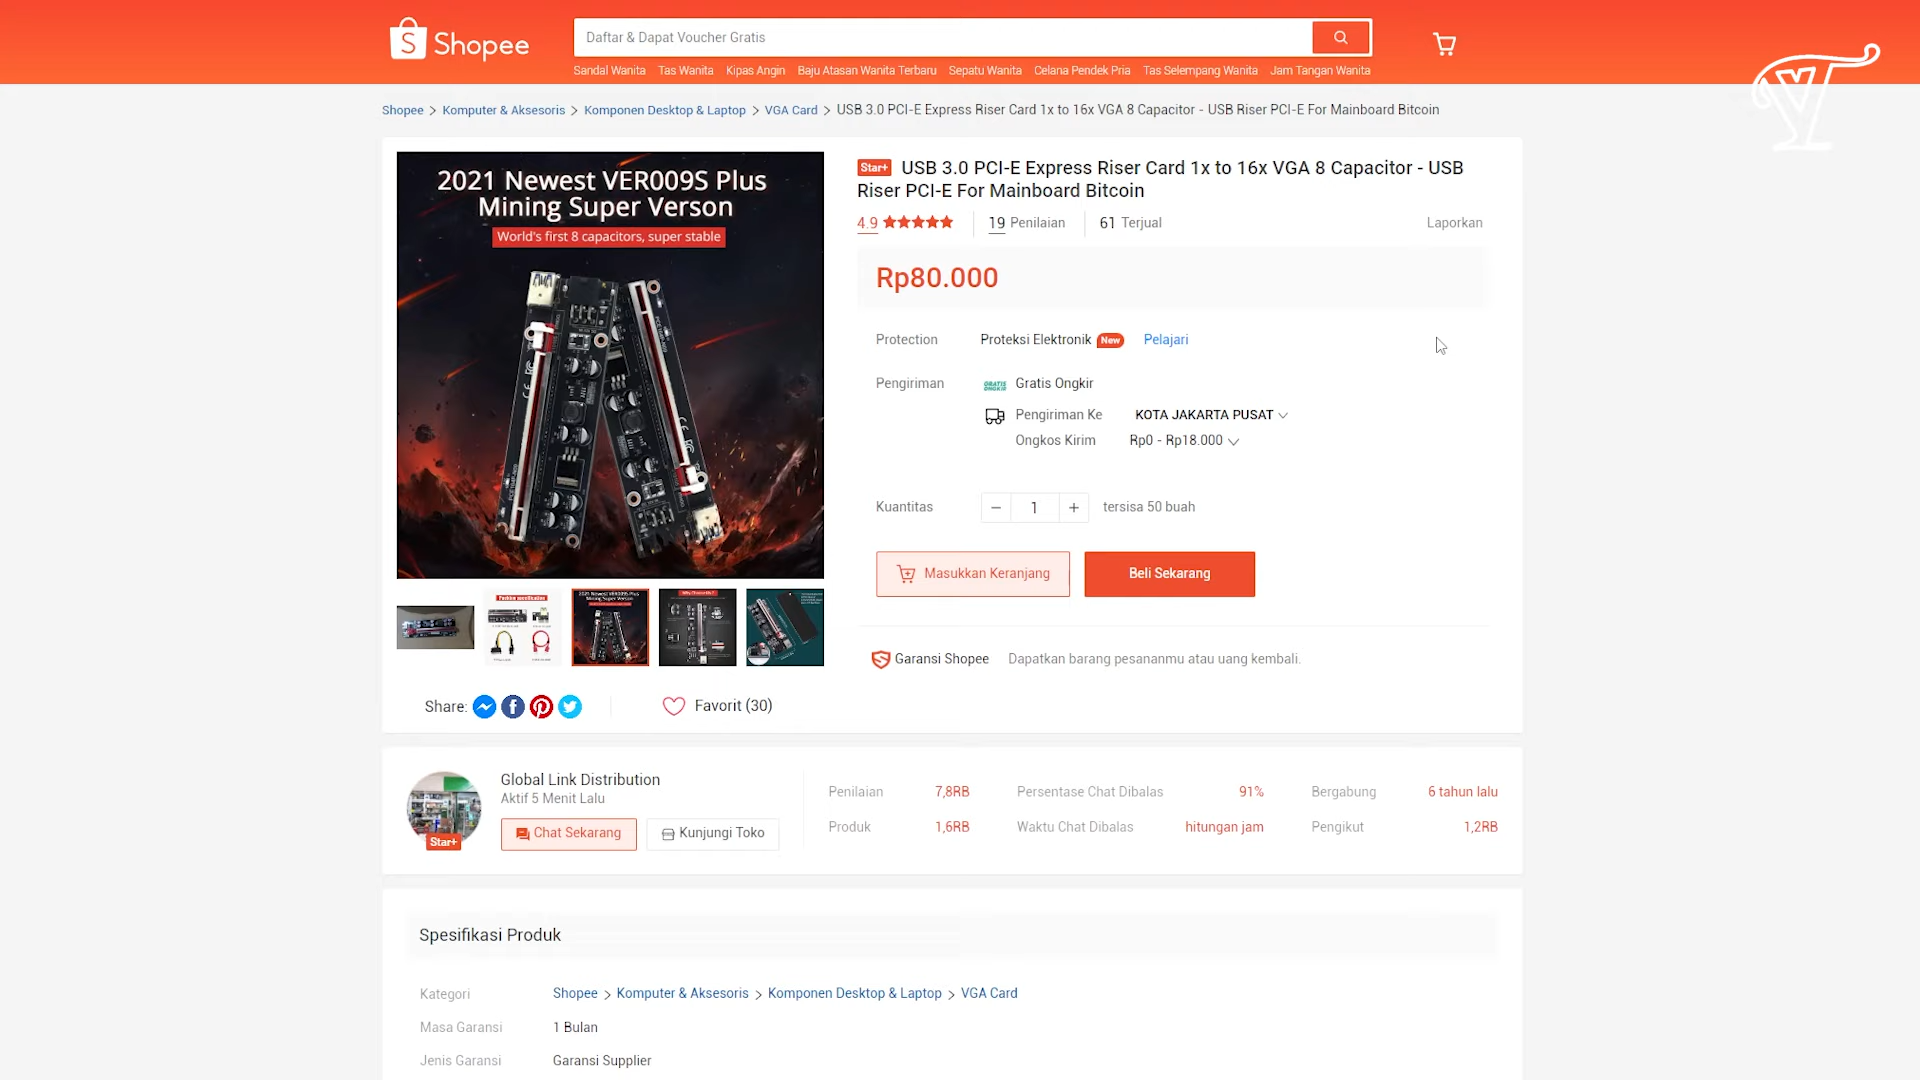 Shopee
Daftar & Dapat Voucher Gratis
Sandal Wanita Tas Wanita Kipas Angin Baju Atasan Wanita Terbaru Sepatu Wanita Celana Pendek Pria Tas Selempang Wanita Jam Tangan Wanita
Shopee > Komputer & Aksesoris > Komponen Desktop & Laptop > VGA Card > USB 3.0 PCI-E Express Riser Card 1x to 16x VGA 8 Capacitor - USB Riser PCI-E For Mainboard Bitcoin
2021 Newest VER009S Plus
Mining Super Verson
World's first 8 capacitors, super stable
Star+ USB 3.0 PCI-E Express Riser Card 1x to 16x VGA 8 Capacitor - USB
Riser PCI-E For Mainboard Bitcoin
4.9 19 Penilaian 61 Terjual Laporkan
Rp80.000
Protection Proteksi Elektronik New Pelajari
Pengiriman GRATIS ONGKIR Gratis Ongkir
Pengiriman Ke KOTA JAKARTA PUSAT
Ongkos Kirim Rp0 - Rp18.000
Kuantitas − 1 + tersisa 50 buah
Masukkan Keranjang Beli Sekarang
Garansi Shopee Dapatkan barang pesananmu atau uang kembali.
Share: Favorit (30)
Global Link Distribution
Aktif 5 Menit Lalu
Star+
Chat Sekarang Kunjungi Toko
Penilaian 7,8RB Persentase Chat Dibalas 91% Bergabung 6 tahun lalu
Produk 1,6RB Waktu Chat Dibalas hitungan jam Pengikut 1,2RB
Spesifikasi Produk
Kategori Shopee > Komputer & Aksesoris > Komponen Desktop & Laptop > VGA Card
Masa Garansi 1 Bulan
Jenis Garansi Garansi Supplier